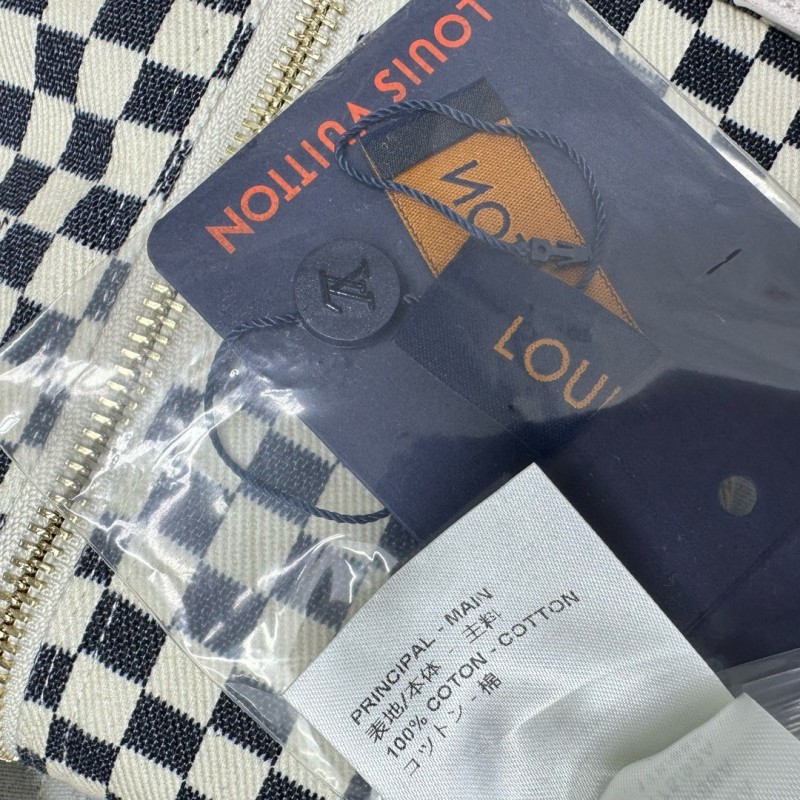 LOUIS VUITTON
NO
LOUI
PRINCIPAL - MAIN
表地/本体 - 主料
100% COTON - COTTON
コットン - 棉